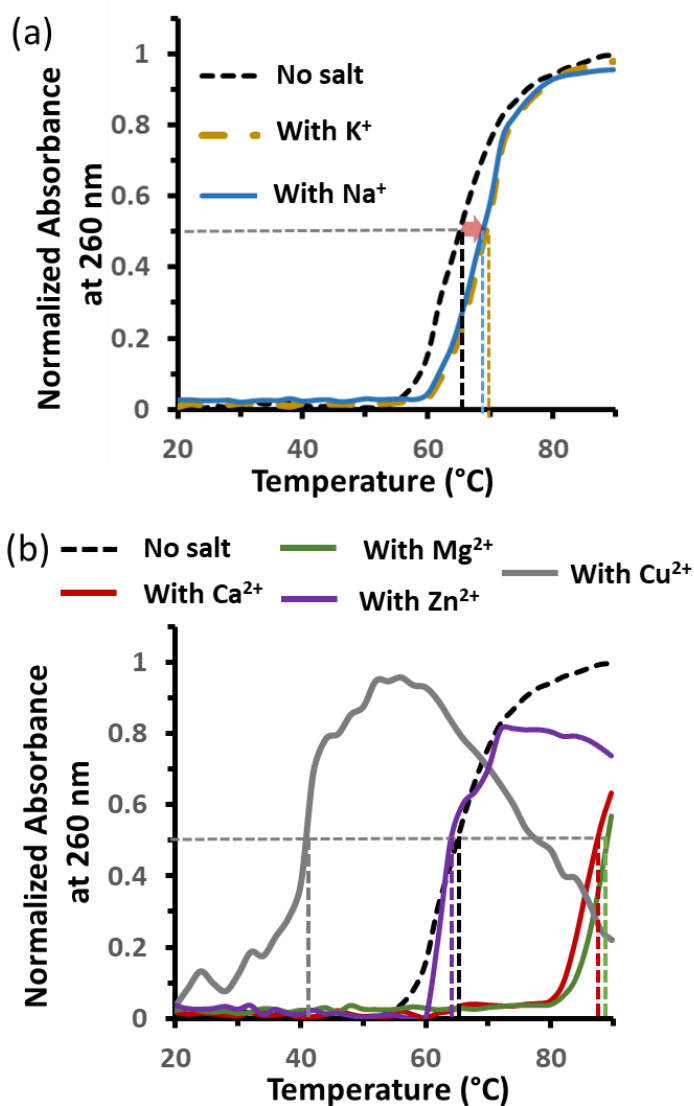 (a)
Normalized Absorbance
at 260 nm
1
0.8
0.6
0.4
0.2
0
No salt
With K⁺
With Na⁺
20 40 60 80
Temperature (°C)
(b)
No salt
With Mg²⁺
With Cu²⁺
With Ca²⁺
With Zn²⁺
Normalized Absorbance
at 260 nm
1
0.8
0.6
0.4
0.2
0
20 40 60 80
Temperature (°C)